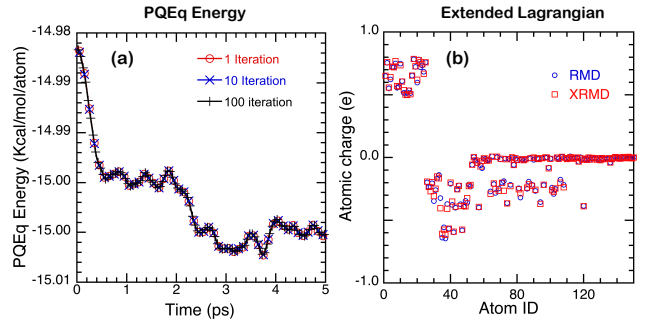 PQEq Energy
Extended Lagrangian
(a)
1 Iteration
10 Iteration
100 iteration
-14.98
-14.99
-14.99
-15.00
-15.00
-15.01
PQEq Energy (Kcal/mol/atom)
0 1 2 3 4 5
Time (ps)
(b)
RMD
XRMD
1.0
0.0
-1.0
Atomic charge (e)
0 40 80 120
Atom ID